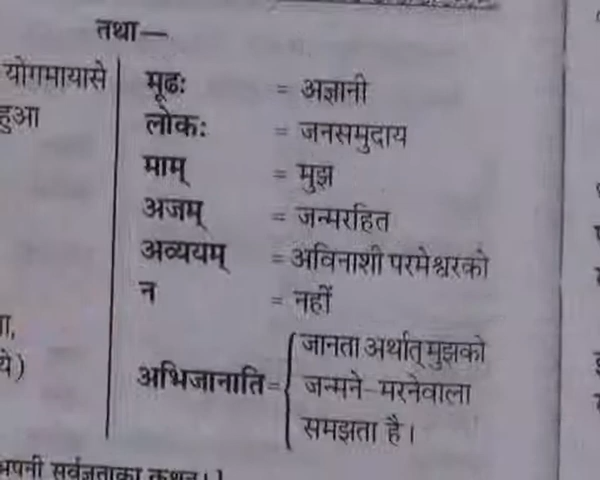 तथा—
योगमायासे
हुआ
मूढः = अज्ञानी
लोकः = जनसमुदाय
माम् = मुझ
अजम् = जन्मरहित
अव्ययम् = अविनाशी परमेश्वरको
न = नहीं
अभिजानाति= { जानता अर्थात् मुझको
जन्मने-मरनेवाला
समझता है।